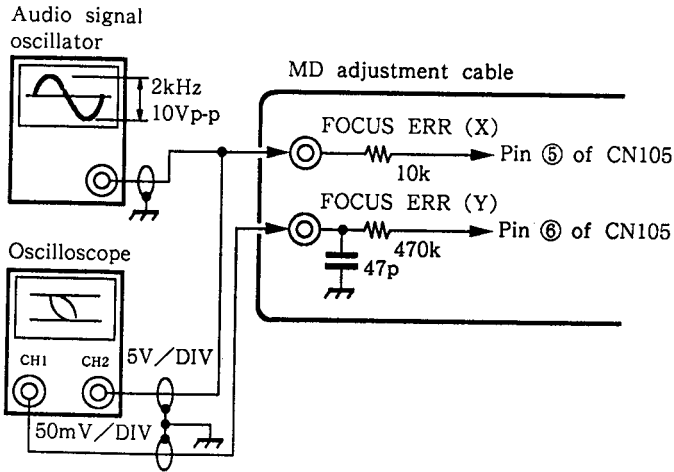 Audio signal
oscillator
2kHz
10Vp-p
MD adjustment cable
FOCUS ERR (X)
10k
Pin ⑤ of CN105
FOCUS ERR (Y)
470k
Pin ⑥ of CN105
47p
Oscilloscope
CH1
CH2
5V/DIV
50mV/DIV